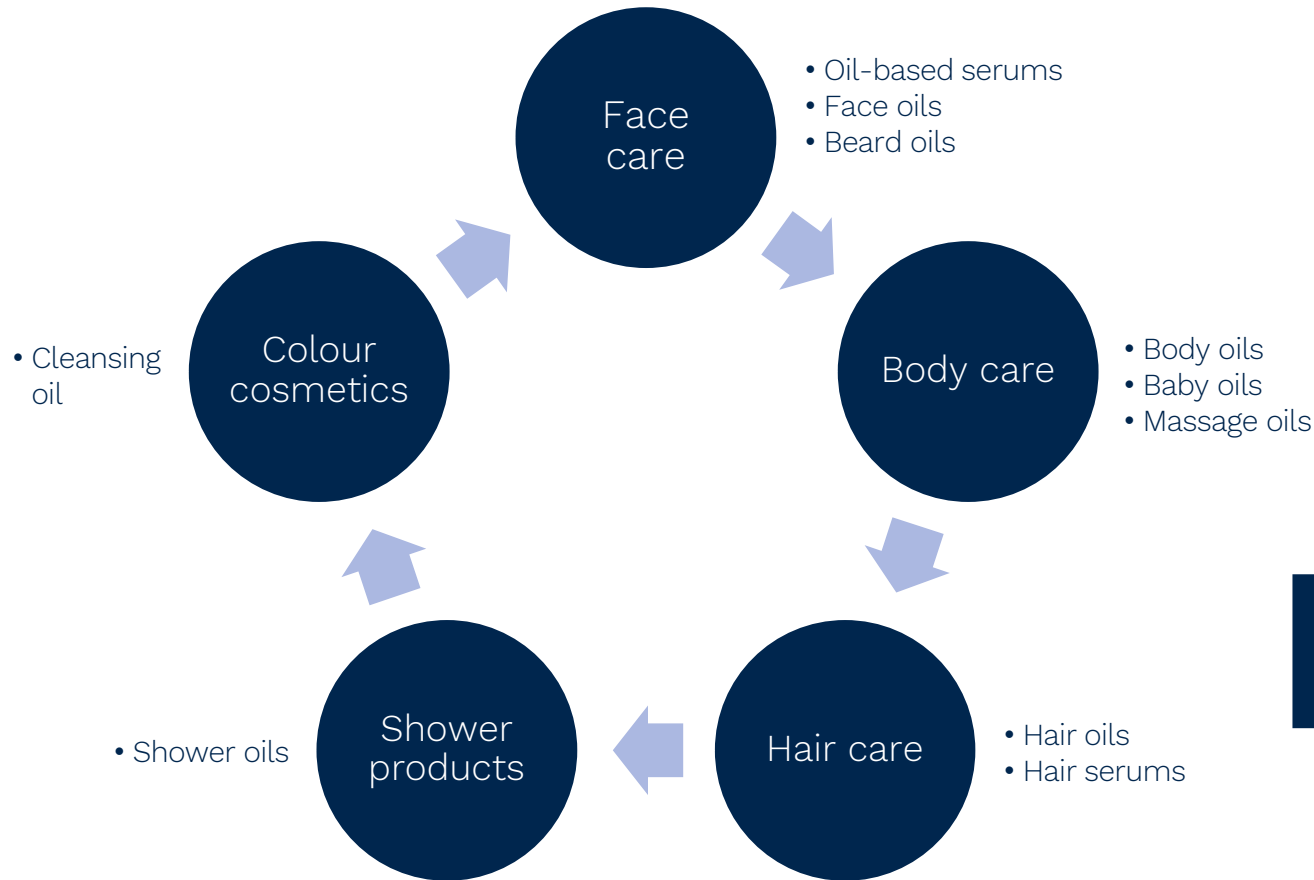 Face
care
• Oil-based serums
• Face oils
• Beard oils
Body care
• Body oils
• Baby oils
• Massage oils
Hair care
• Hair oils
• Hair serums
Shower
products
• Shower oils
Colour
cosmetics
• Cleansing
oil